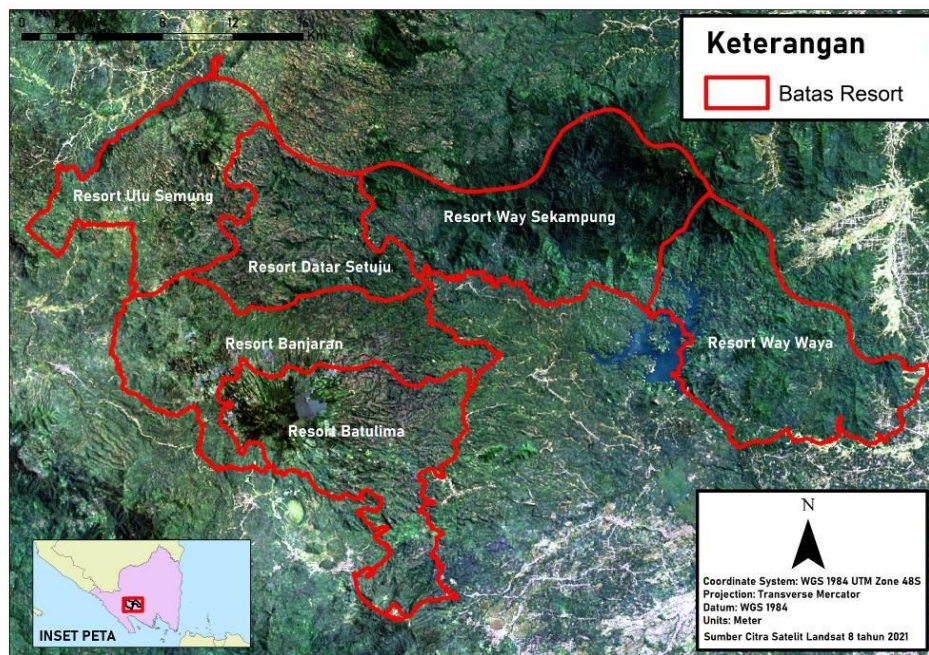 0 8 12 16
Km
Keterangan
Batas Resort
Resort Ulu Semung
Resort Way Sekampung
Resort Datar Setuju
Resort Banjaran
Resort Way Waya
Resort Batulima
N
Coordinate System: WGS 1984 UTM Zone 48S
Projection: Transverse Mercator
Datum: WGS 1984
Units: Meter
Sumber Citra Satelit Landsat 8 tahun 2021
INSET PETA